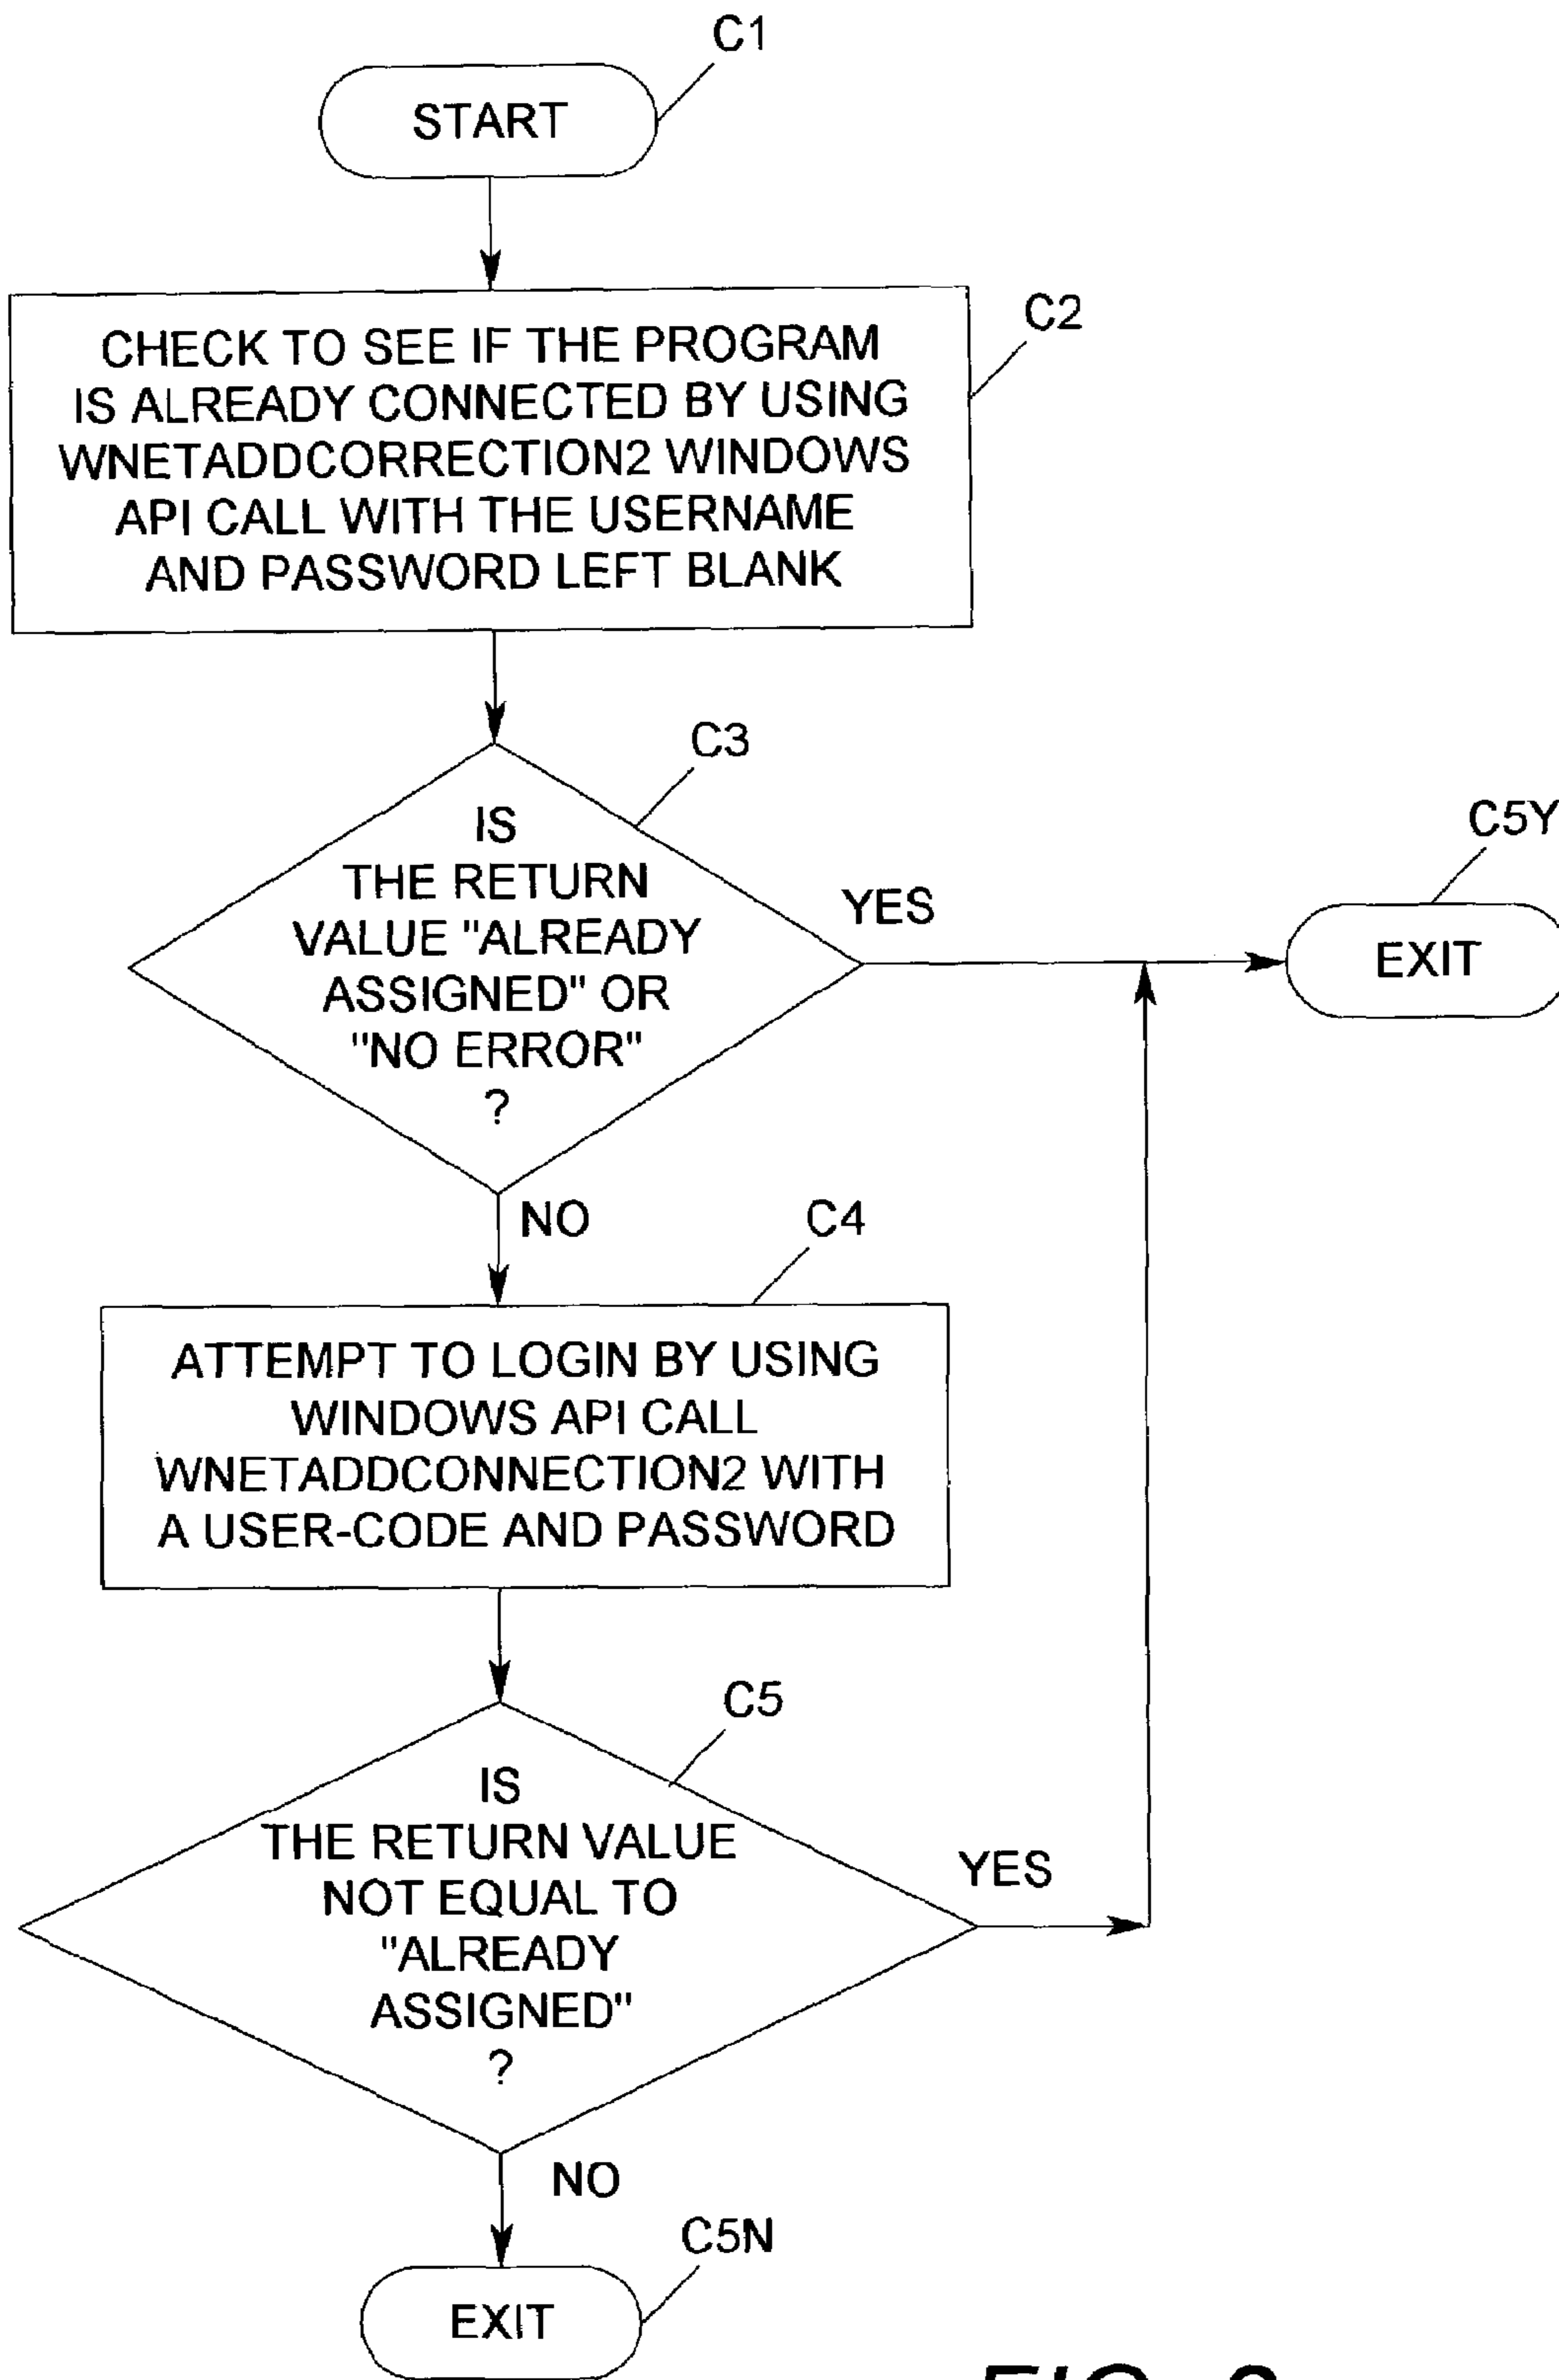 C1
START
C2
CHECK TO SEE IF THE PROGRAM
IS ALREADY CONNECTED BY USING
WNETADDCORRECTION2 WINDOWS
API CALL WITH THE USERNAME
AND PASSWORD LEFT BLANK
C3
IS
THE RETURN
VALUE "ALREADY
ASSIGNED" OR
"NO ERROR"
?
YES
C5Y
EXIT
NO
C4
ATTEMPT TO LOGIN BY USING
WINDOWS API CALL
WNETADDCONNECTION2 WITH
A USER-CODE AND PASSWORD
C5
IS
THE RETURN VALUE
NOT EQUAL TO
"ALREADY
ASSIGNED"
?
YES
NO
C5N
EXIT